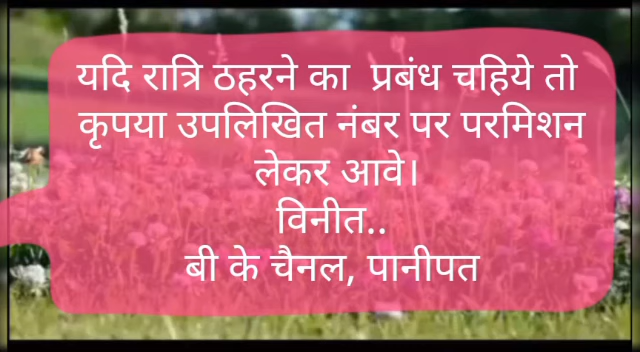 यदि रात्रि ठहरने का प्रबंध चहिये तो
कृपया उपलिखित नंबर पर परमिशन
लेकर आवे।
विनीत..
बी के चैनल, पानीपत